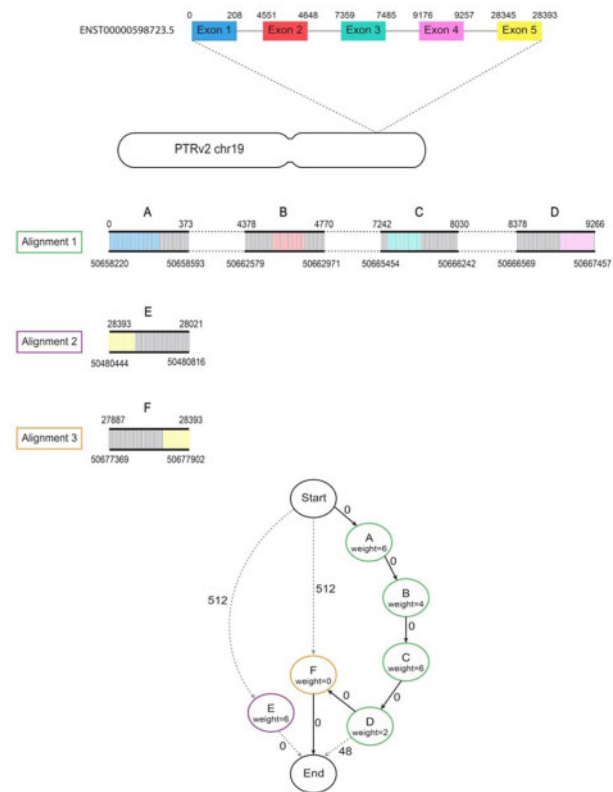 0 208 4551 4648 7359 7485 9176 9257 28345 28393
ENST00000598723.5 Exon 1 Exon 2 Exon 3 Exon 4 Exon 5
PTRv2 chr19
A B C D
0 373 4378 4770 7242 8030 8378 9266
Alignment 1
50658220 50658593 50662579 50662971 50665454 50666242 50666569 50667457
E
28393 28021
Alignment 2
50480444 50480816
F
27887 28393
Alignment 3
50677369 50677902
Start
0
A
weight=6
0
512
512
B
weight=4
0
C
weight=6
F
weight=0
0
0
E
weight=6
D
weight=2
0
0
48
End